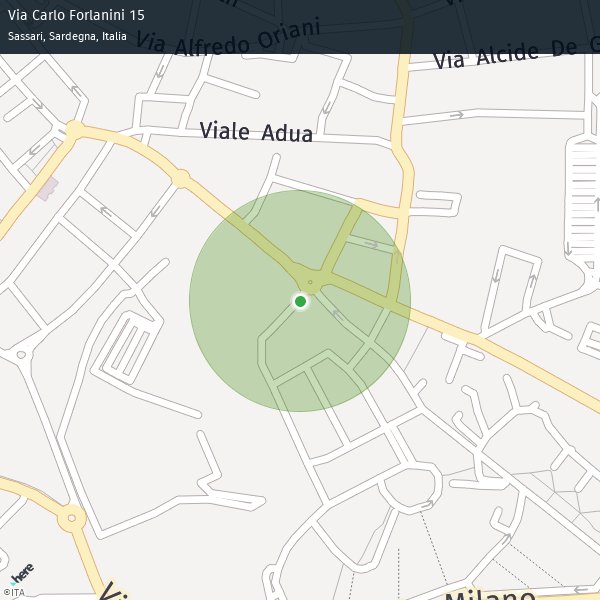 Via Carlo Forlanini 15
Sassari, Sardegna, Italia
Via Alfredo Oriani
Via Alcide De G
Viale Adua
here
©ITA
Vi
Milano